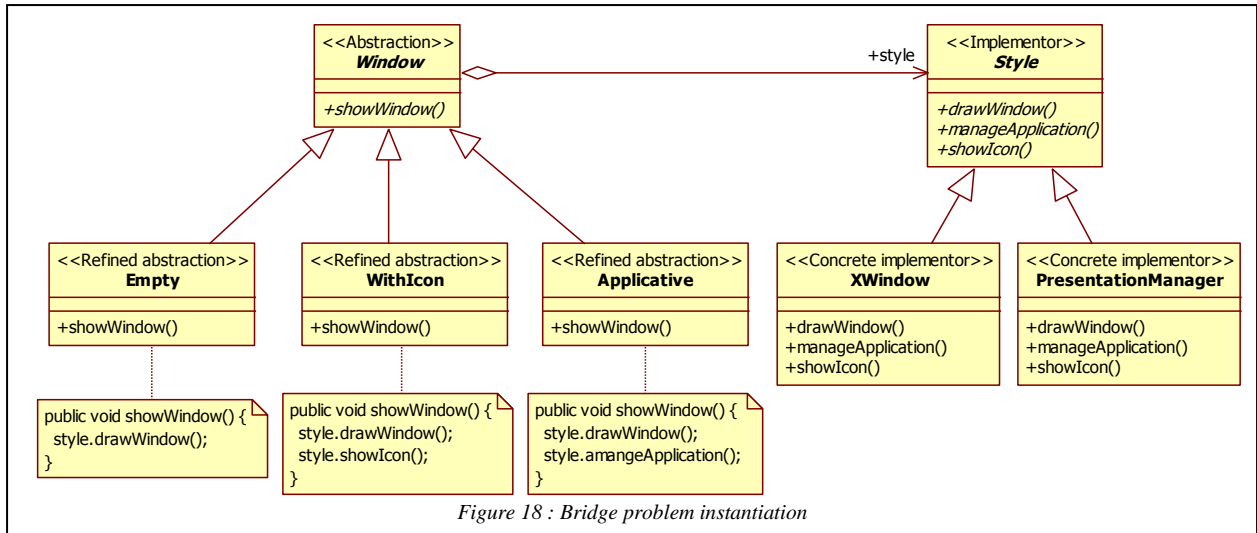 <<Abstraction>>
Window
+showWindow()
+style
<<Implementor>>
Style
+drawWindow()
+manageApplication()
+showIcon()
<<Refined abstraction>>
Empty
+showWindow()
<<Refined abstraction>>
WithIcon
+showWindow()
<<Refined abstraction>>
Applicative
+showWindow()
<<Concrete implementor>>
XWindow
+drawWindow()
+manageApplication()
+showIcon()
<<Concrete implementor>>
PresentationManager
+drawWindow()
+manageApplication()
+showIcon()
public void showWindow() {
style.drawWindow();
}
public void showWindow() {
style.drawWindow();
style.showIcon();
}
public void showWindow() {
style.drawWindow();
style.amangeApplication();
}
Figure 18 : Bridge problem instantiation